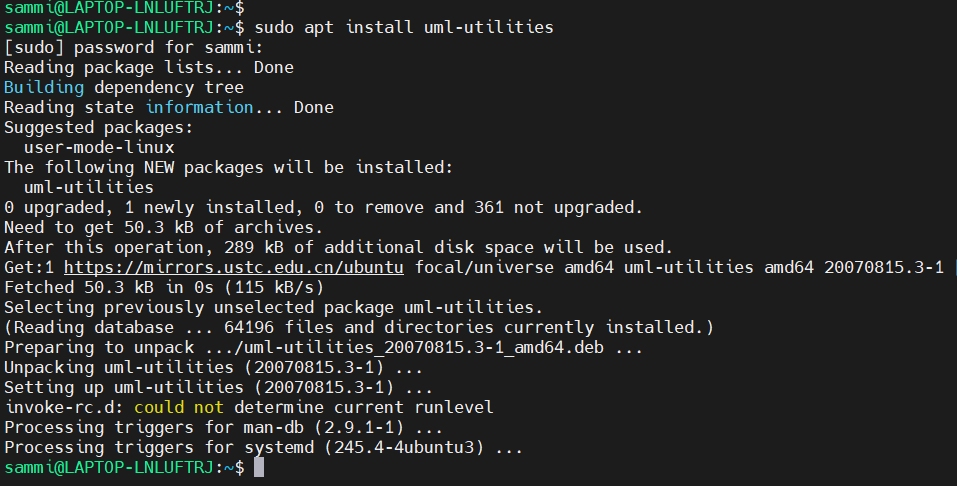 sammi@LAPTOP-LNLUFTRJ:~$
sammi@LAPTOP-LNLUFTRJ:~$ sudo apt install uml-utilities
[sudo] password for sammi:
Reading package lists... Done
Building dependency tree
Reading state information... Done
Suggested packages:
  user-mode-linux
The following NEW packages will be installed:
  uml-utilities
0 upgraded, 1 newly installed, 0 to remove and 361 not upgraded.
Need to get 50.3 kB of archives.
After this operation, 289 kB of additional disk space will be used.
Get:1 https://mirrors.ustc.edu.cn/ubuntu focal/universe amd64 uml-utilities amd64 20070815.3-1
Fetched 50.3 kB in 0s (115 kB/s)
Selecting previously unselected package uml-utilities.
(Reading database ... 64196 files and directories currently installed.)
Preparing to unpack .../uml-utilities_20070815.3-1_amd64.deb ...
Unpacking uml-utilities (20070815.3-1) ...
Setting up uml-utilities (20070815.3-1) ...
invoke-rc.d: could not determine current runlevel
Processing triggers for man-db (2.9.1-1) ...
Processing triggers for systemd (245.4-4ubuntu3) ...
sammi@LAPTOP-LNLUFTRJ:~$